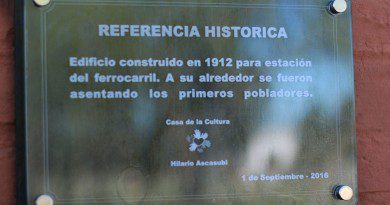 REFERENCIA HISTORICA
Edificio construido en 1912 para estación
del ferrocarril. A su alrededor se fueron
asentando los primeros pobladores.
Casa de la Cultura
Hilario Ascasubi
1 de Septiembre - 2016